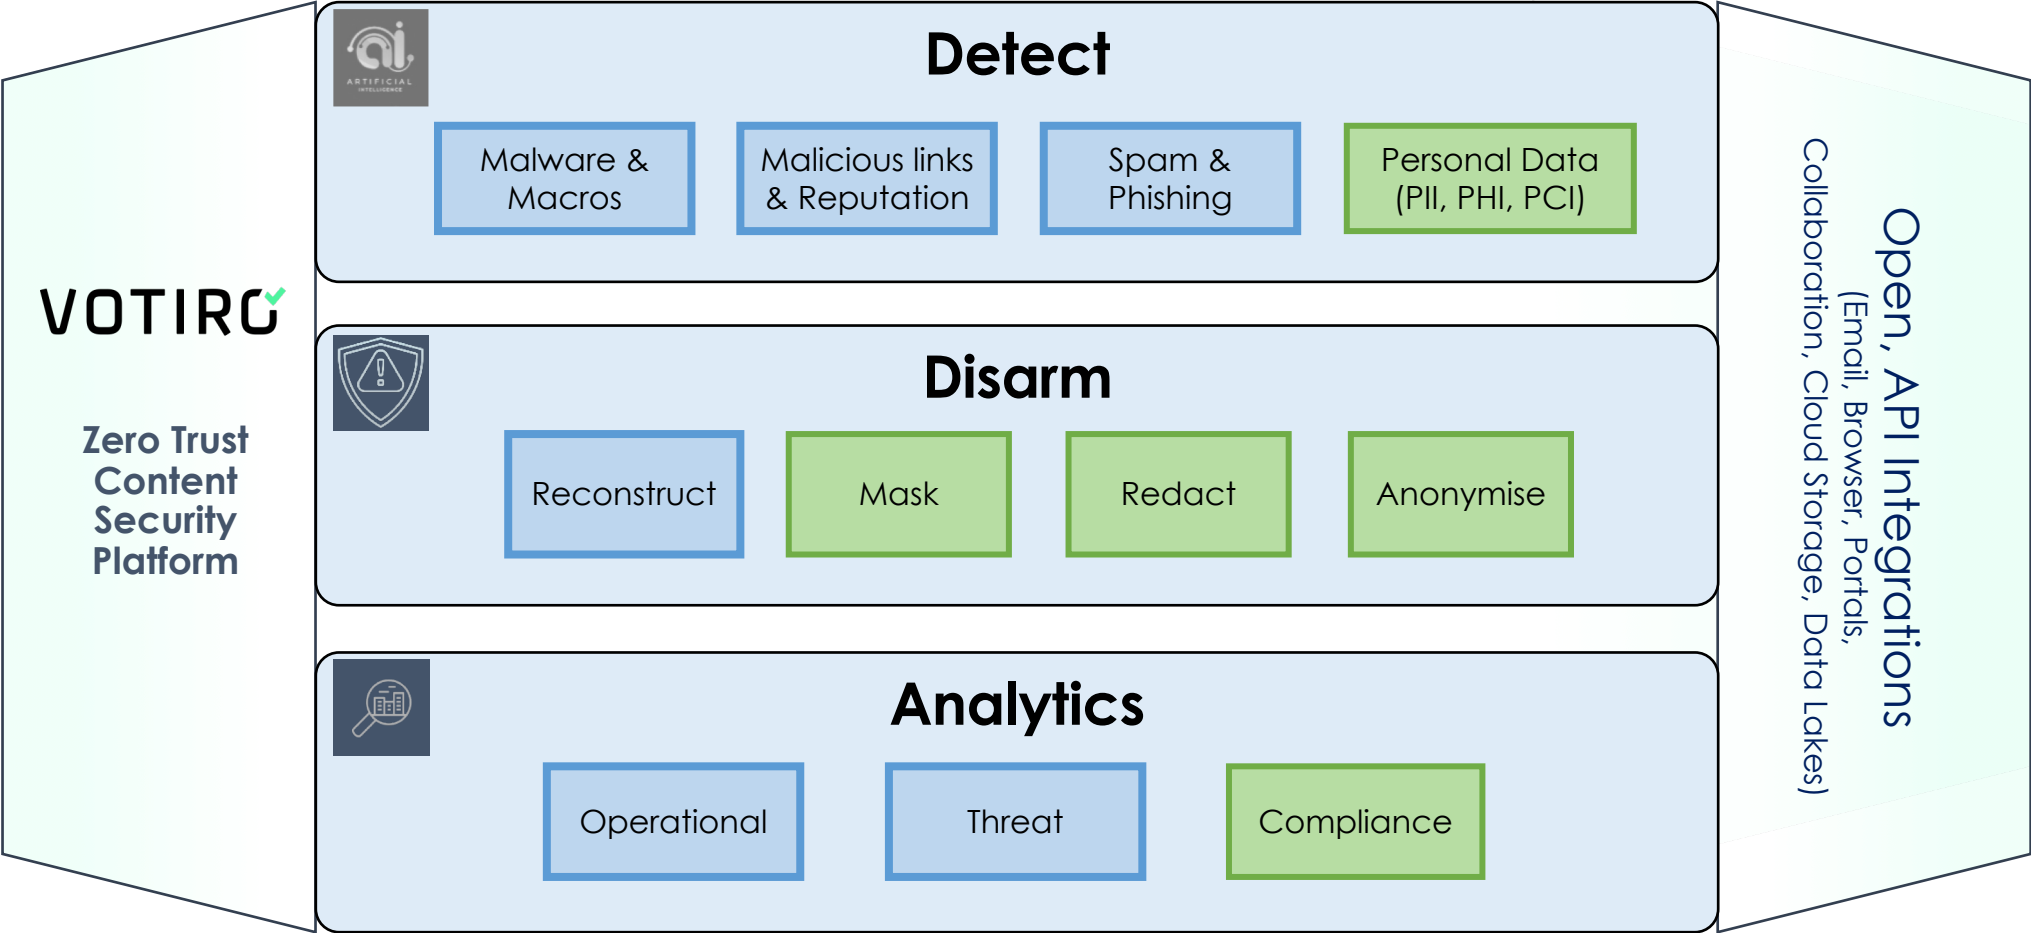 VOTIRO
Zero Trust
Content
Security
Platform
ARTIFICIAL
INTELLIGENCE
Detect
Malware &
Macros
Malicious links
& Reputation
Spam &
Phishing
Personal Data
(PII, PHI, PCI)
Disarm
Reconstruct
Mask
Redact
Anonymise
Analytics
Operational
Threat
Compliance
Open, API Integrations
(Email, Browser, Portals,
Collaboration, Cloud Storage, Data Lakes)